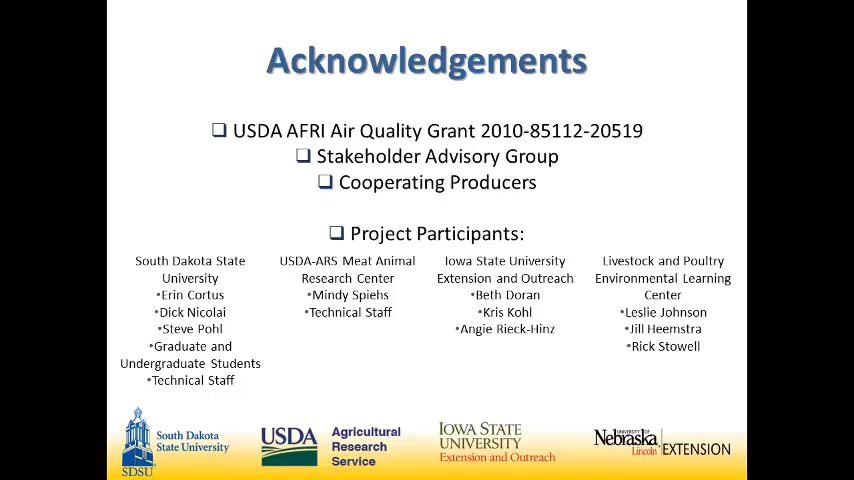 Acknowledgements
❑ USDA AFRI Air Quality Grant 2010-85112-20519
❑ Stakeholder Advisory Group
❑ Cooperating Producers
❑ Project Participants:
South Dakota State
University
•Erin Cortus
•Dick Nicolai
•Steve Pohl
•Graduate and
Undergraduate Students
•Technical Staff
USDA-ARS Meat Animal
Research Center
•Mindy Spiehs
•Technical Staff
Iowa State University
Extension and Outreach
•Beth Doran
•Kris Kohl
•Angie Rieck-Hinz
Livestock and Poultry
Environmental Learning
Center
•Leslie Johnson
•Jill Heemstra
•Rick Stowell
SDSU
South Dakota
State University
USDA
Agricultural
Research
Service
IOWA STATE
UNIVERSITY
Extension and Outreach
UNIVERSITY OF
Nebraska
Lincoln
EXTENSION